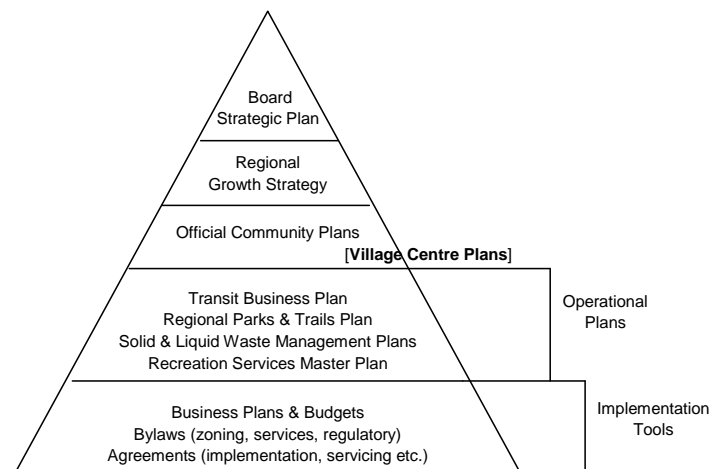 Board
Strategic Plan
Regional
Growth Strategy
Official Community Plans
[Village Centre Plans]
Transit Business Plan
Regional Parks & Trails Plan
Solid & Liquid Waste Management Plans
Recreation Services Master Plan
Operational
Plans
Business Plans & Budgets
Bylaws (zoning, services, regulatory)
Agreements (implementation, servicing etc.)
Implementation
Tools